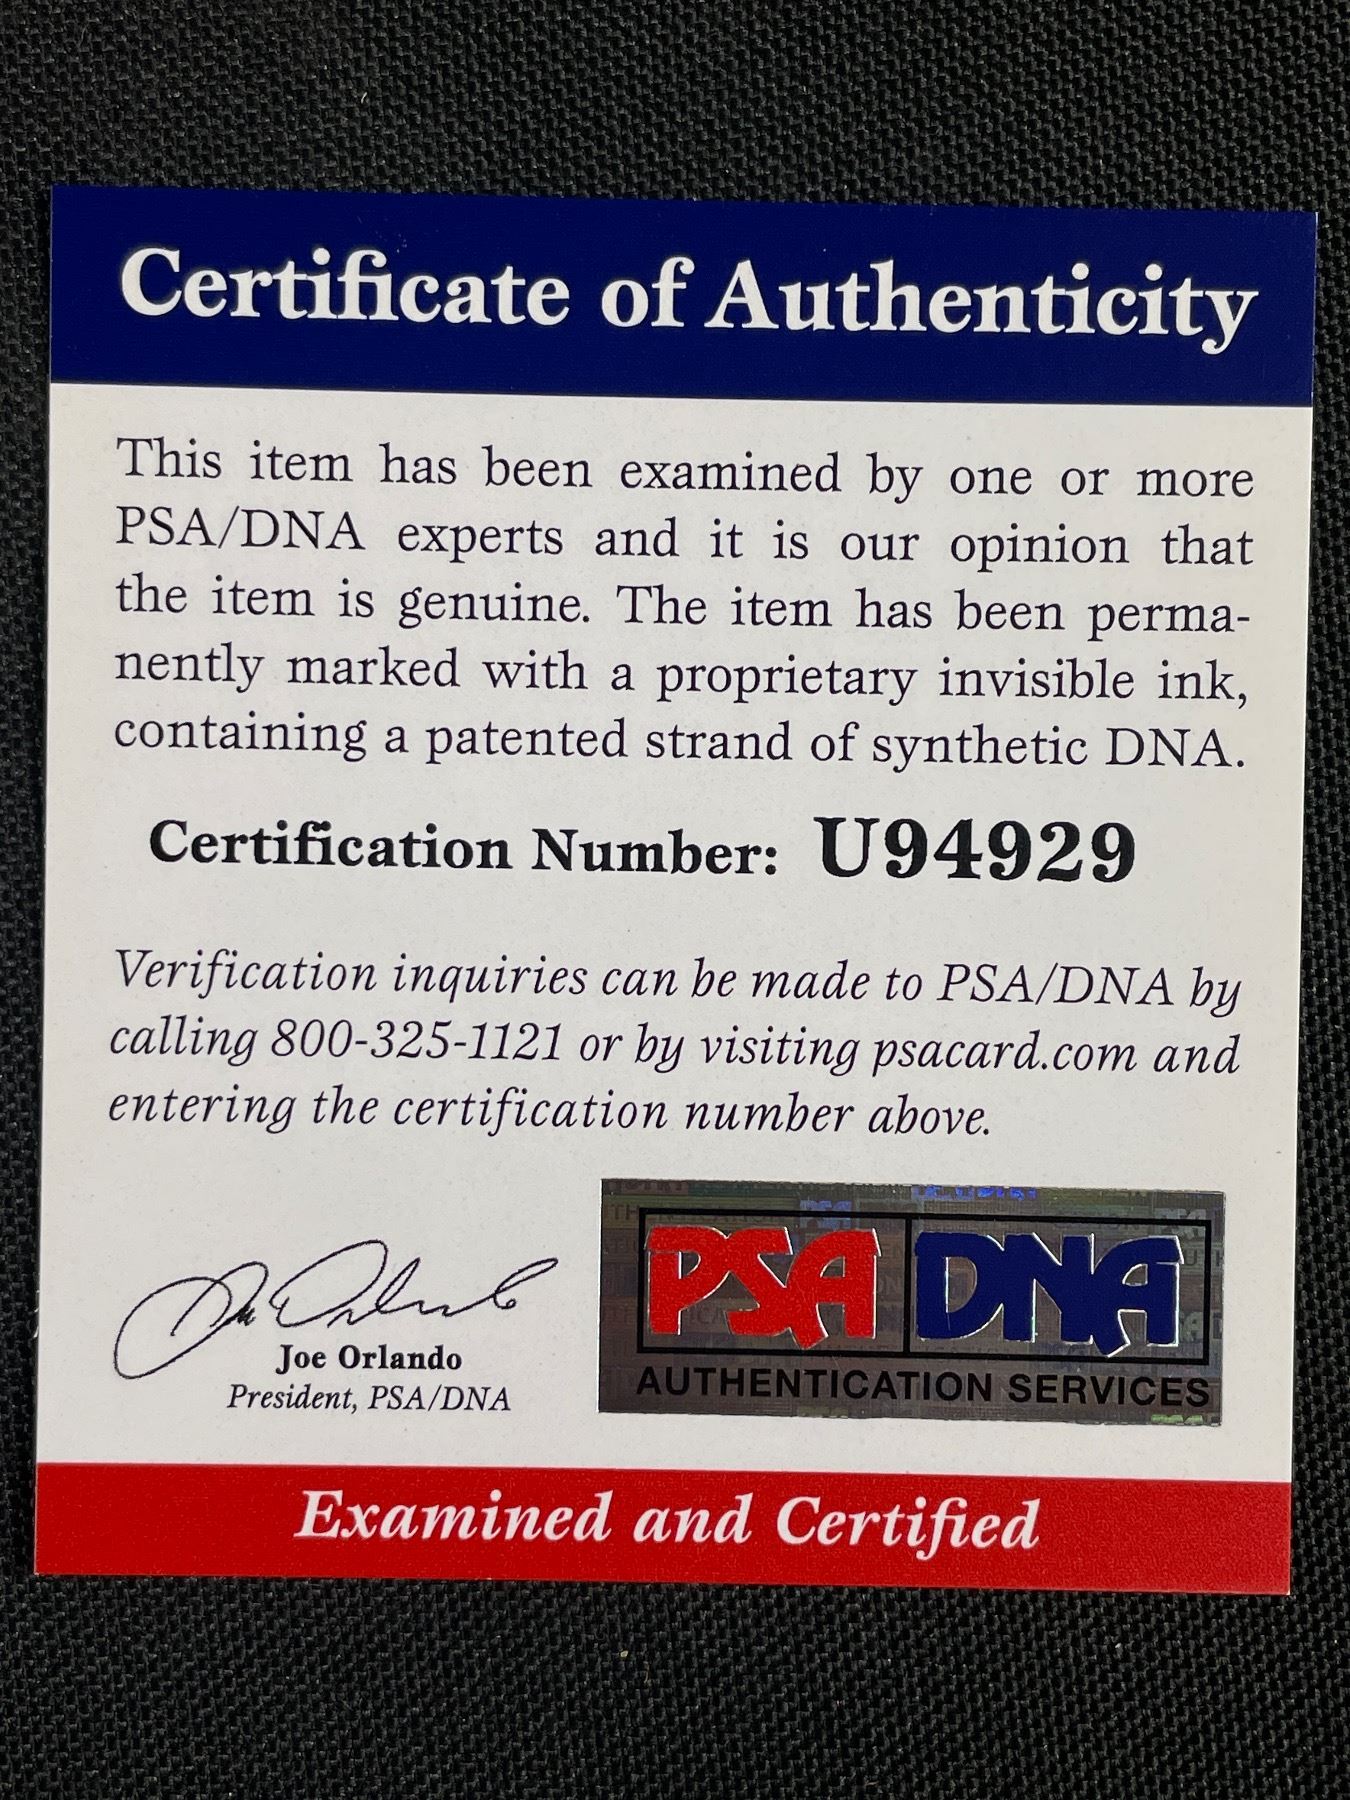 Certificate of Authenticity
This item has been examined by one or more
PSA/DNA experts and it is our opinion that
the item is genuine. The item has been perma-
nently marked with a proprietary invisible ink,
containing a patented strand of synthetic DNA.
Certification Number: U94929
Verification inquiries can be made to PSA/DNA by
calling 800-325-1121 or by visiting psacard.com and
entering the certification number above.
Joe Orlando
President, PSA/DNA
PSA DNA
AUTHENTICATION SERVICES
Examined and Certified